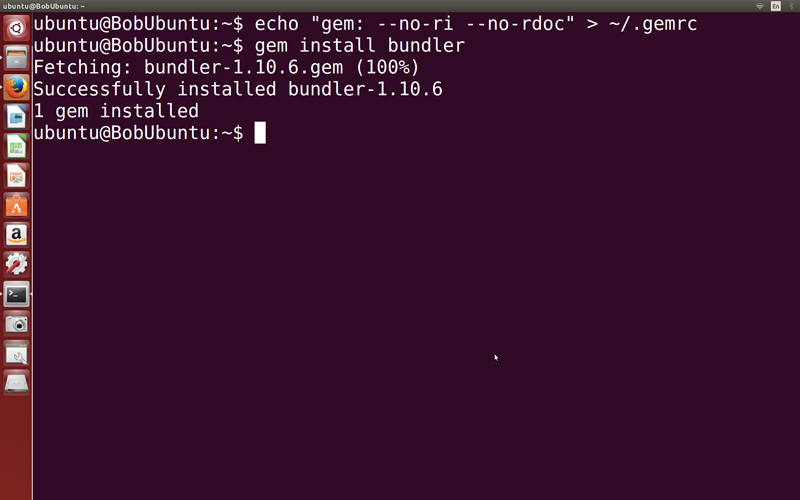 ubuntu@BobUbuntu: ~
En
ubuntu@BobUbuntu:~$ echo "gem: --no-ri --no-rdoc" > ~/.gemrc
ubuntu@BobUbuntu:~$ gem install bundler
Fetching: bundler-1.10.6.gem (100%)
Successfully installed bundler-1.10.6
1 gem installed
ubuntu@BobUbuntu:~$
a